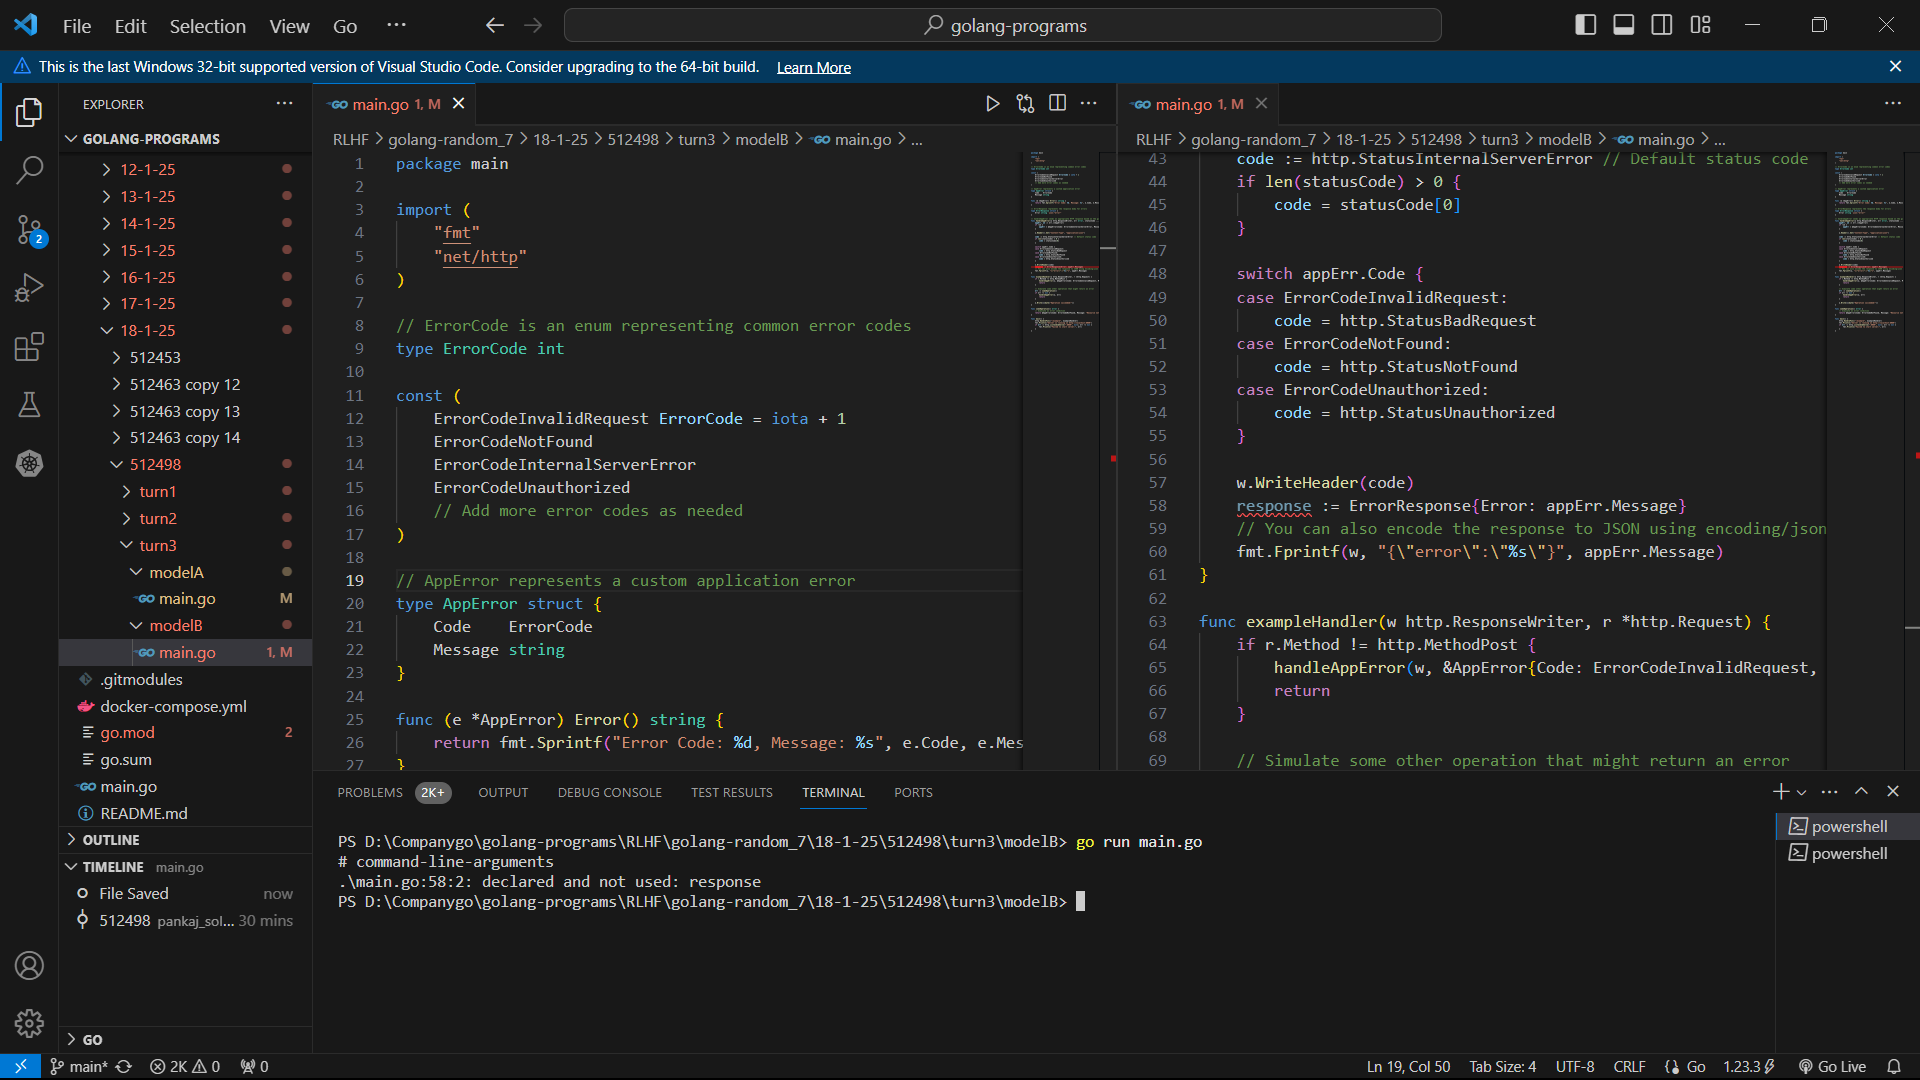 File Edit Selection View Go ··· golang-programs
This is the last Windows 32-bit supported version of Visual Studio Code. Consider upgrading to the 64-bit build. Learn More
EXPLORER ···
GOLANG-PROGRAMS
12-1-25
13-1-25
14-1-25
15-1-25
16-1-25
17-1-25
18-1-25
512453
512463 copy 12
512463 copy 13
512463 copy 14
512498
turn1
turn2
turn3
modelA
main.go M
modelB
main.go 1, M
.gitmodules
docker-compose.yml
go.mod 2
go.sum
main.go
README.md
OUTLINE
TIMELINE main.go
File Saved now
512498 pankaj_sol... 30 mins
GO
main.go 1, M
RLHF > golang-random_7 > 18-1-25 > 512498 > turn3 > modelB > main.go > ...
1 package main
2
3 import (
4 "fmt"
5 "net/http"
6 )
7
8 // ErrorCode is an enum representing common error codes
9 type ErrorCode int
10
11 const (
12 ErrorCodeInvalidRequest ErrorCode = iota + 1
13 ErrorCodeNotFound
14 ErrorCodeInternalServerError
15 ErrorCodeUnauthorized
16 // Add more error codes as needed
17 )
18
19 // AppError represents a custom application error
20 type AppError struct {
21 Code ErrorCode
22 Message string
23 }
24
25 func (e *AppError) Error() string {
26 return fmt.Sprintf("Error Code: %d, Message: %s", e.Code, e.Mes
27 }
main.go 1, M
RLHF > golang-random_7 > 18-1-25 > 512498 > turn3 > modelB > main.go > ...
43 code := http.StatusInternalServerError // Default status code
44 if len(statusCode) > 0 {
45 code = statusCode[0]
46 }
47
48 switch appErr.Code {
49 case ErrorCodeInvalidRequest:
50 code = http.StatusBadRequest
51 case ErrorCodeNotFound:
52 code = http.StatusNotFound
53 case ErrorCodeUnauthorized:
54 code = http.StatusUnauthorized
55 }
56
57 w.WriteHeader(code)
58 response := ErrorResponse{Error: appErr.Message}
59 // You can also encode the response to JSON using encoding/json
60 fmt.Fprintf(w, "{\"error\":\"%s\"}", appErr.Message)
61 }
62
63 func exampleHandler(w http.ResponseWriter, r *http.Request) {
64 if r.Method != http.MethodPost {
65 handleAppError(w, &AppError{Code: ErrorCodeInvalidRequest,
66 return
67 }
68
69 // Simulate some other operation that might return an error
PROBLEMS 2K+ OUTPUT DEBUG CONSOLE TEST RESULTS TERMINAL PORTS
PS D:\Companygo\golang-programs\RLHF\golang-random_7\18-1-25\512498\turn3\modelB> go run main.go
# command-line-arguments
.\main.go:58:2: declared and not used: response
PS D:\Companygo\golang-programs\RLHF\golang-random_7\18-1-25\512498\turn3\modelB>
powershell
powershell
main* 2K 0 0 Ln 19, Col 50 Tab Size: 4 UTF-8 CRLF Go 1.23.3 Go Live